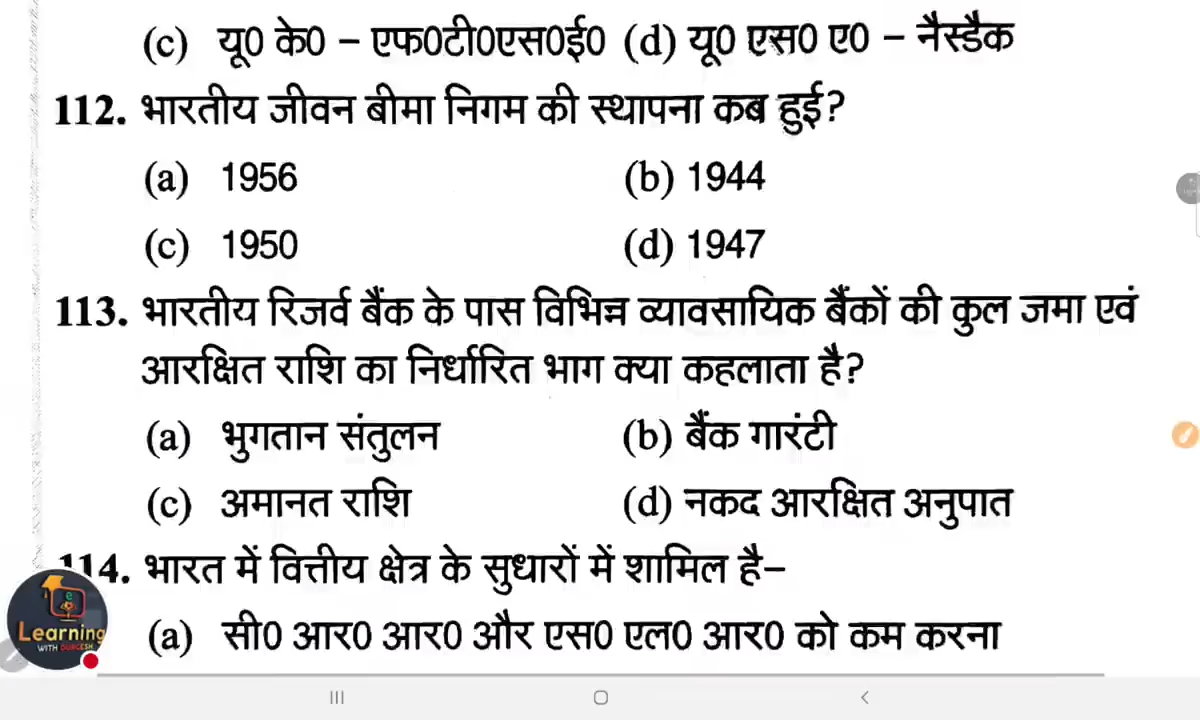 (c) यू0 के0 – एफ0टी0एस0ई0 (d) यू0 एस0 ए0 – नैस्डैक
112. भारतीय जीवन बीमा निगम की स्थापना कब हुई?
(a) 1956 (b) 1944
(c) 1950 (d) 1947
113. भारतीय रिजर्व बैंक के पास विभिन्न व्यावसायिक बैंकों की कुल जमा एवं
आरक्षित राशि का निर्धारित भाग क्या कहलाता है?
(a) भुगतान संतुलन (b) बैंक गारंटी
(c) अमानत राशि (d) नकद आरक्षित अनुपात
114. भारत में वित्तीय क्षेत्र के सुधारों में शामिल है–
(a) सी0 आर0 आर0 और एस0 एल0 आर0 को कम करना
Learning
WITH DURGESH